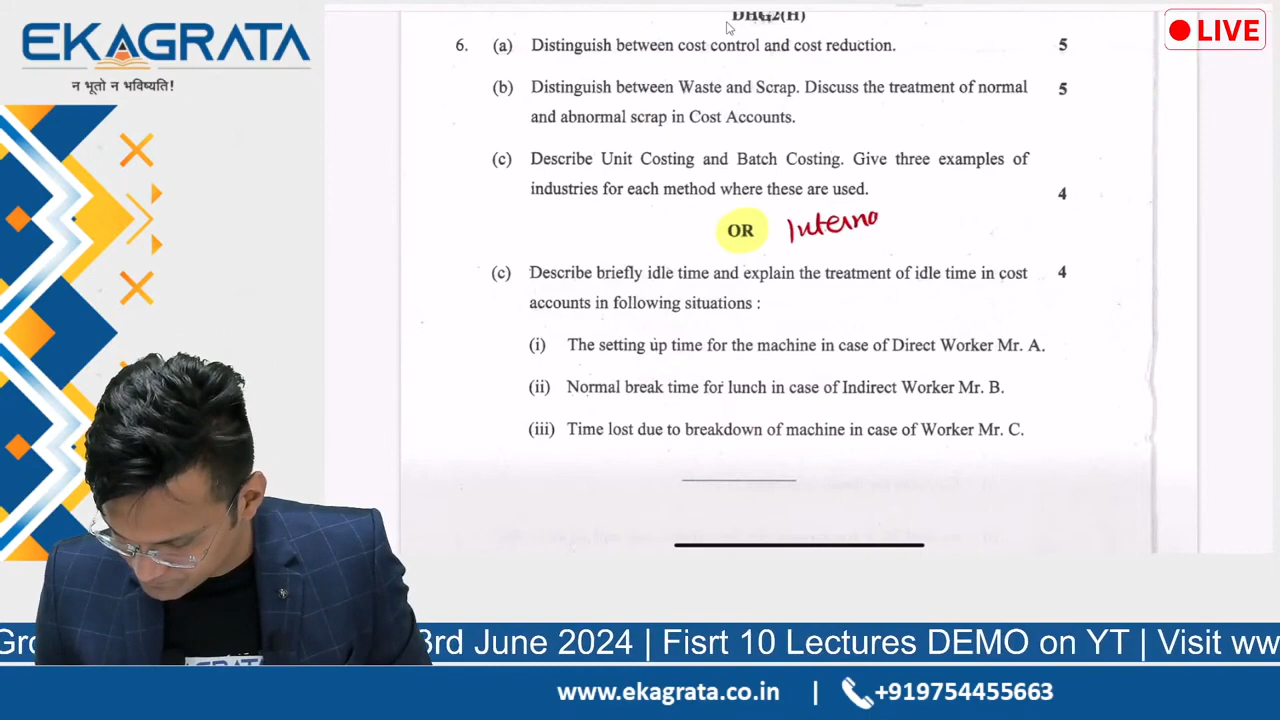 EKAGRATA
न भूतो न भविष्यति!
LIVE
DHG2(H)
6. (a) Distinguish between cost control and cost reduction. 5
(b) Distinguish between Waste and Scrap. Discuss the treatment of normal 5
and abnormal scrap in Cost Accounts.
(c) Describe Unit Costing and Batch Costing. Give three examples of
industries for each method where these are used. 4
OR Interna
(c) Describe briefly idle time and explain the treatment of idle time in cost 4
accounts in following situations :
(i) The setting up time for the machine in case of Direct Worker Mr. A.
(ii) Normal break time for lunch in case of Indirect Worker Mr. B.
(iii) Time lost due to breakdown of machine in case of Worker Mr. C.
EKAGRATA
Gro 3rd June 2024 | Fisrt 10 Lectures DEMO on YT | Visit ww
www.ekagrata.co.in | +919754455663